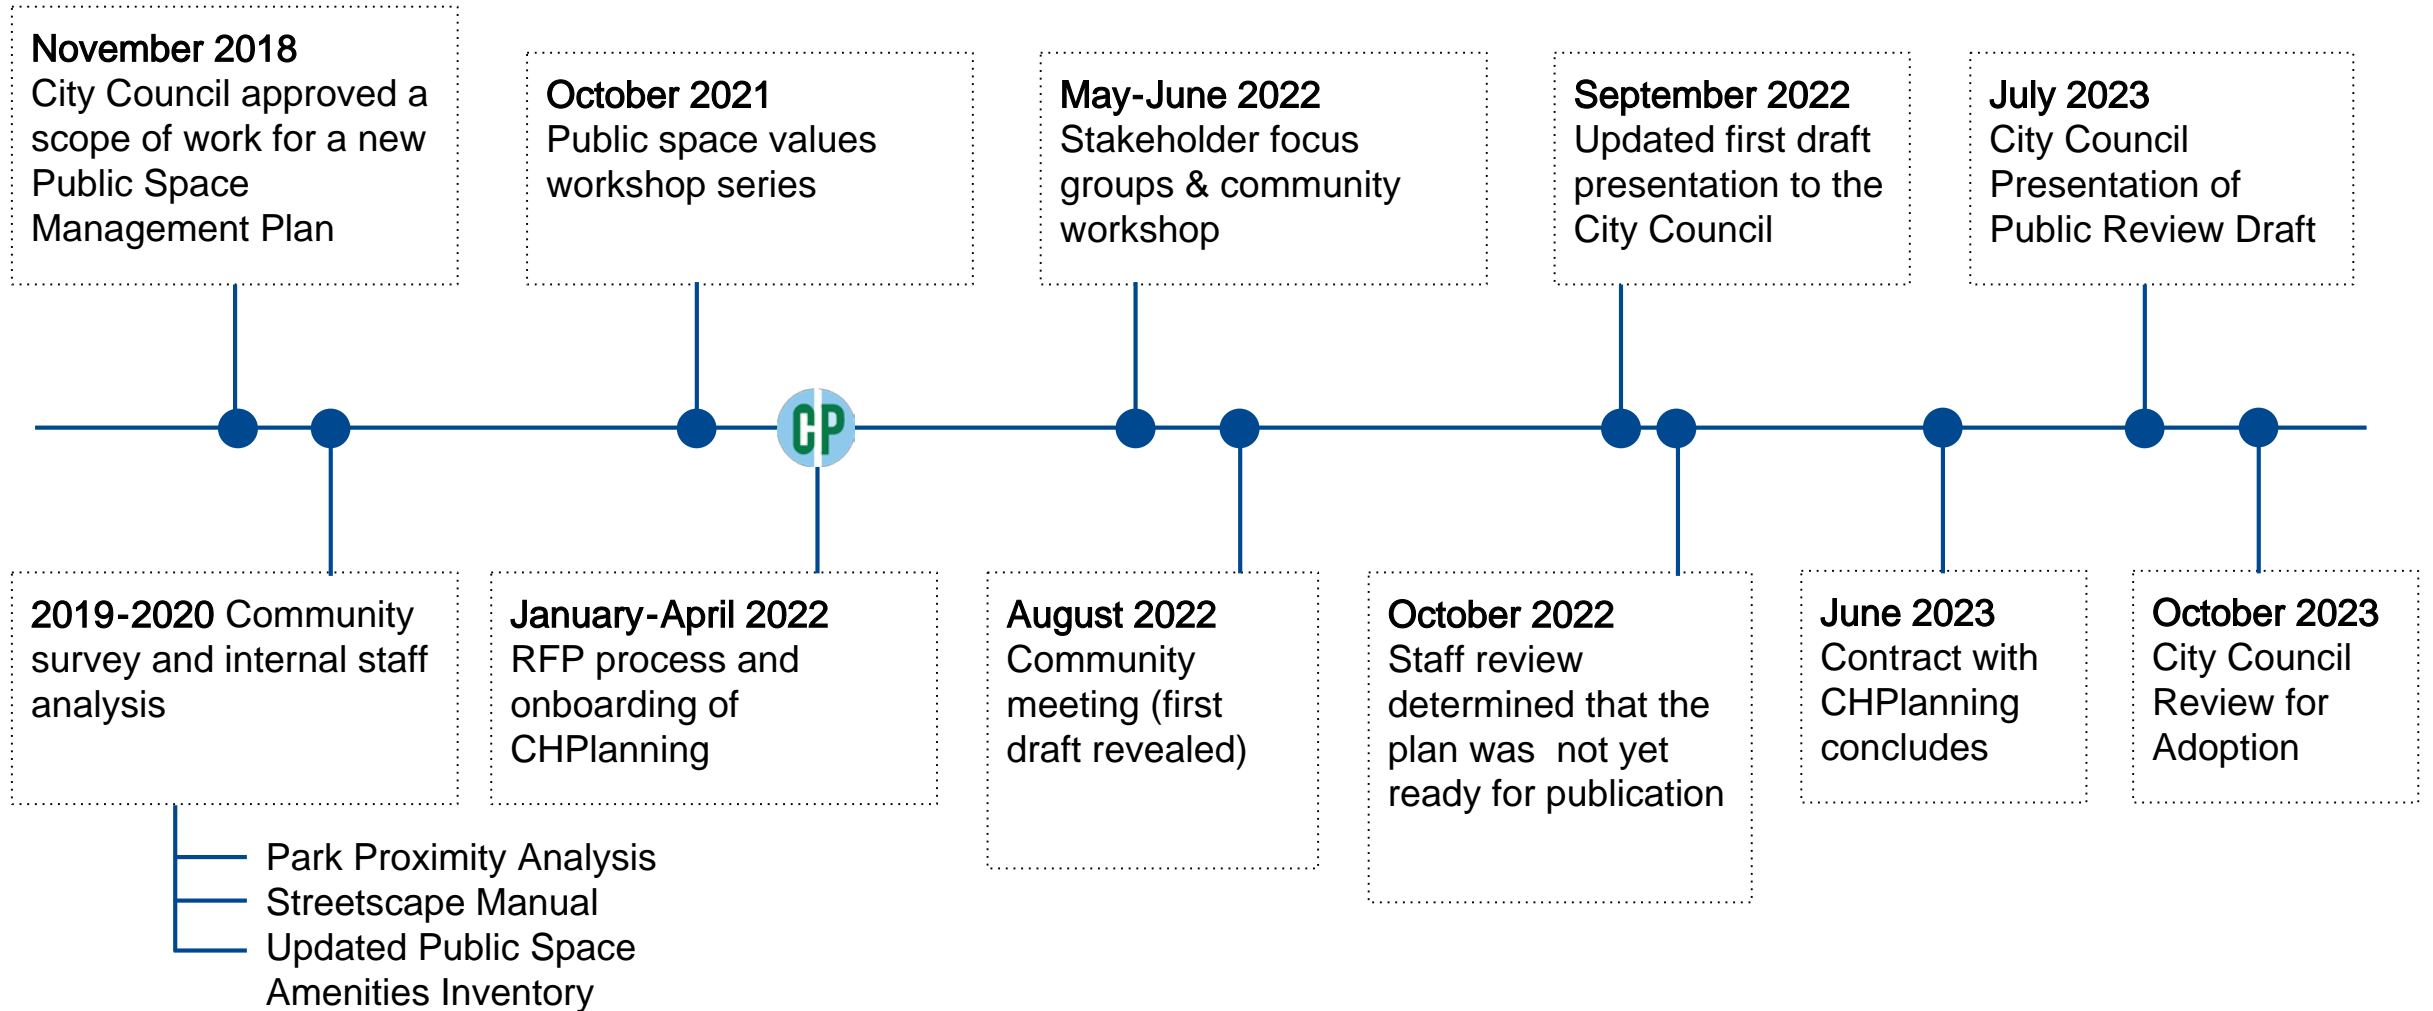 November 2018
City Council approved a
scope of work for a new
Public Space
Management Plan
October 2021
Public space values
workshop series
May-June 2022
Stakeholder focus
groups & community
workshop
September 2022
Updated first draft
presentation to the
City Council
July 2023
City Council
Presentation of
Public Review Draft
CP
2019-2020 Community
survey and internal staff
analysis
January-April 2022
RFP process and
onboarding of
CHPlanning
August 2022
Community
meeting (first
draft revealed)
October 2022
Staff review
determined that the
plan was  not yet
ready for publication
June 2023
Contract with
CHPlanning
concludes
October 2023
City Council
Review for
Adoption
Park Proximity Analysis
Streetscape Manual
Updated Public Space
Amenities Inventory